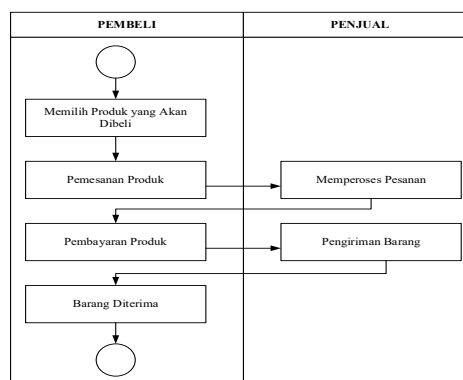 PEMBELI
PENJUAL
Memilih Produk yang Akan
Dibeli
Pemesanan Produk
Memperoses Pesanan
Pembayaran Produk
Pengiriman Barang
Barang Diterima